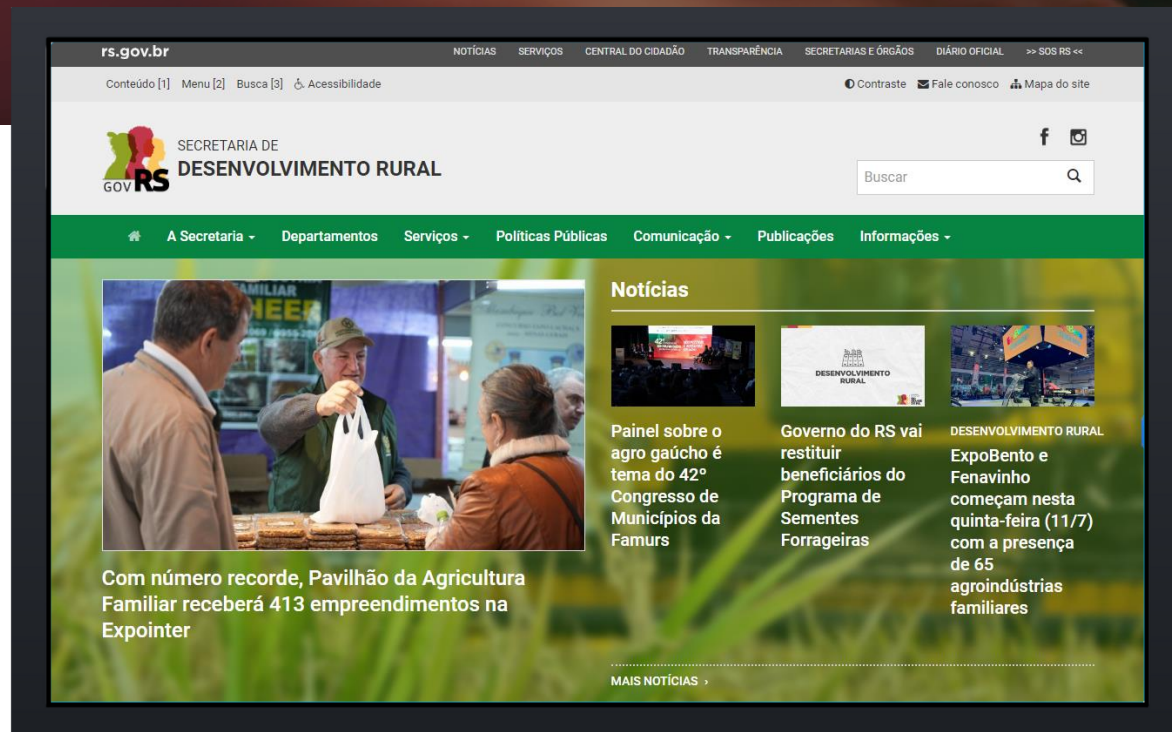 rs.gov.br
NOTÍCIAS SERVIÇOS CENTRAL DO CIDADÃO TRANSPARÊNCIA SECRETARIAS E ÓRGÃOS DIÁRIO OFICIAL >> SOS RS <<
Conteúdo [1] Menu [2] Busca [3] Acessibilidade
Contraste Fale conosco Mapa do site
GOV RS
SECRETARIA DE
DESENVOLVIMENTO RURAL
Buscar
A Secretaria Departamentos Serviços Políticas Públicas Comunicação Publicações Informações
FAMILIAR
Com número recorde, Pavilhão da Agricultura
Familiar receberá 413 empreendimentos na
Expointer
Notícias
DESENVOLVIMENTO
RURAL
Painel sobre o
agro gaúcho é
tema do 42º
Congresso de
Municípios da
Famurs
Governo do RS vai
restituir
beneficiários do
Programa de
Sementes
Forrageiras
DESENVOLVIMENTO RURAL
ExpoBento e
Fenavinho
começam nesta
quinta-feira (11/7)
com a presença
de 65
agroindústrias
familiares
MAIS NOTÍCIAS ›